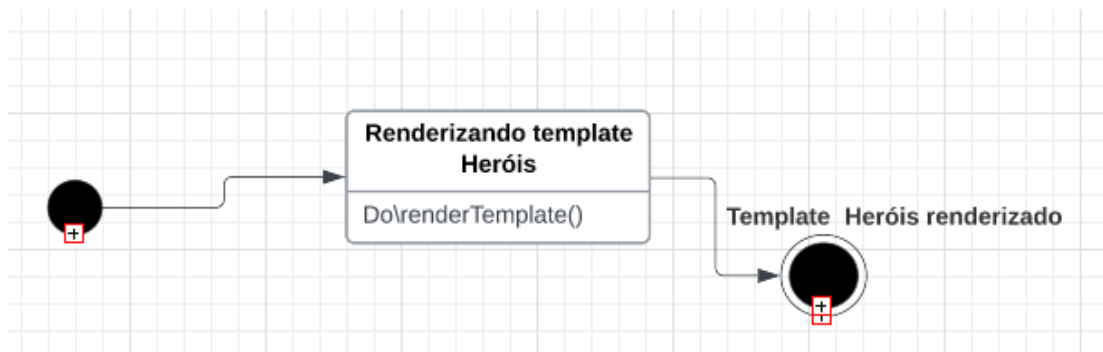 Renderizando template
Heróis
Do\renderTemplate()
Template Heróis renderizado